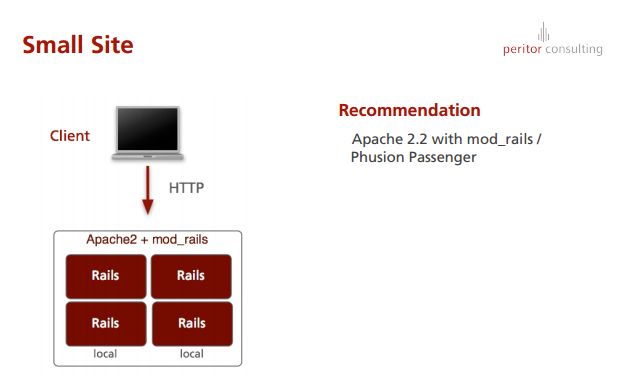 Small Site
peritor consulting
Client
HTTP
Apache2 + mod_rails
Rails Rails
Rails Rails
local local
Recommendation
Apache 2.2 with mod_rails /
Phusion Passenger